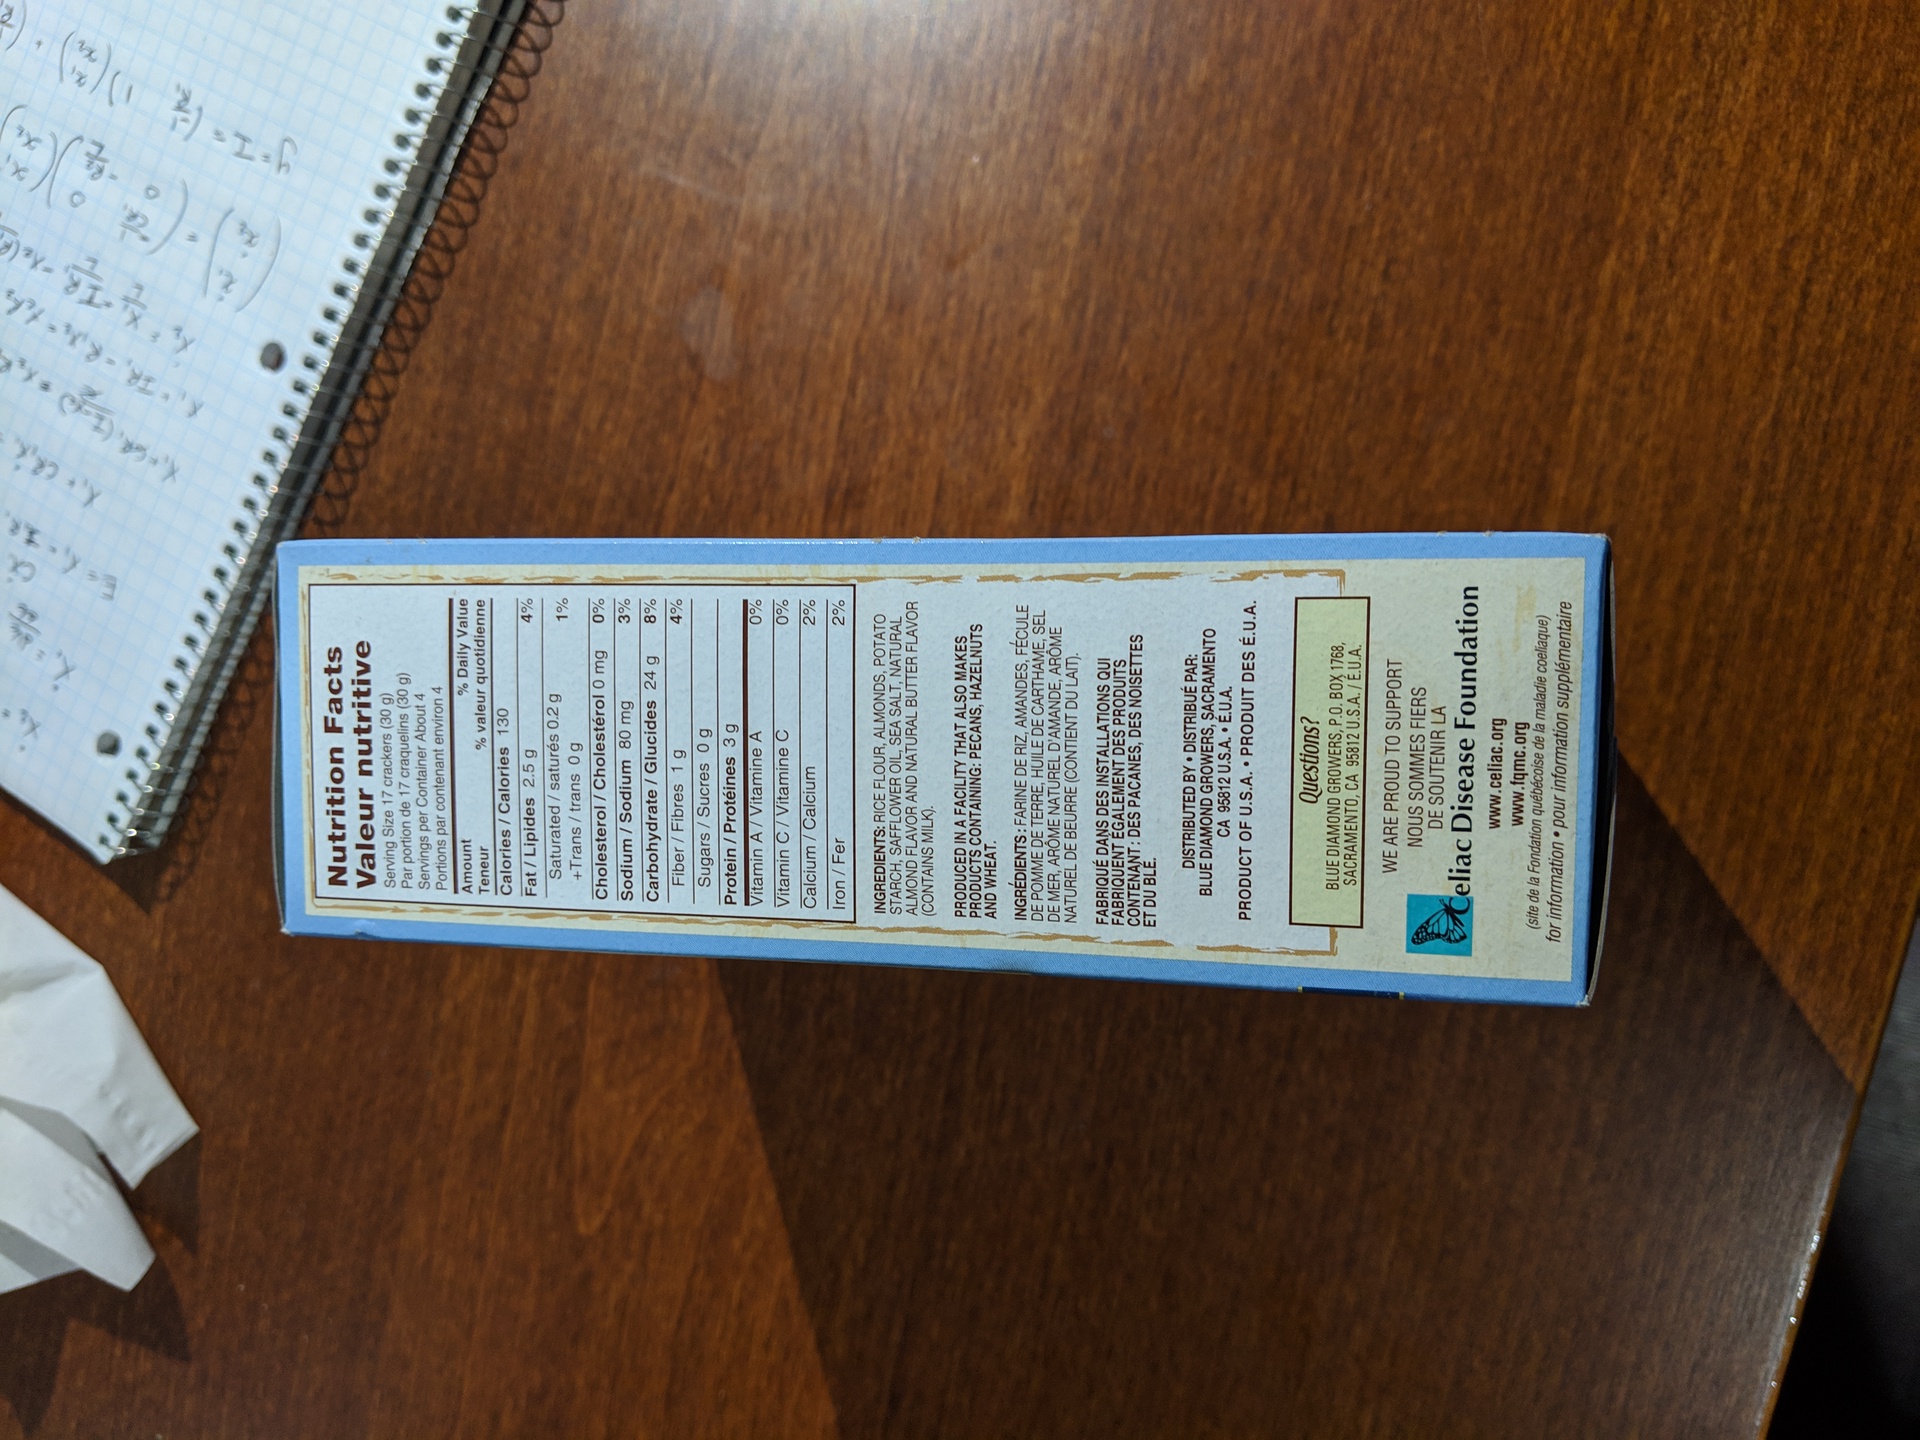 Nutrition Facts
Valeur nutritive
Serving Size 17 crackers (30 g)
Par portion de 17 craquelins (30 g)
Servings per Container About 4
Portions par contenant environ 4
Amount % Daily Value
Teneur % valeur quotidienne
Calories / Calories 130
Fat / Lipides 2.5 g 4%
Saturated / saturés 0.2 g 1%
+Trans / trans 0 g
Cholesterol / Cholestérol 0 mg 0%
Sodium / Sodium 80 mg 3%
Carbohydrate / Glucides 24 g 8%
Fiber / Fibres 1 g 4%
Sugars / Sucres 0 g
Protein / Protéines 3 g
Vitamin A / Vitamine A 0%
Vitamin C / Vitamine C 0%
Calcium / Calcium 2%
Iron / Fer 2%
INGREDIENTS: RICE FLOUR, ALMONDS, POTATO
STARCH, SAFFLOWER OIL, SEA SALT, NATURAL
ALMOND FLAVOR AND NATURAL BUTTER FLAVOR
(CONTAINS MILK).
PRODUCED IN A FACILITY THAT ALSO MAKES
PRODUCTS CONTAINING: PECANS, HAZELNUTS
AND WHEAT.
INGRÉDIENTS : FARINE DE RIZ, AMANDES, FÉCULE
DE POMME DE TERRE, HUILE DE CARTHAME, SEL
DE MER, ARÔME NATUREL D'AMANDE, ARÔME
NATUREL DE BEURRE (CONTIENT DU LAIT).
FABRIQUÉ DANS DES INSTALLATIONS QUI
FABRIQUENT ÉGALEMENT DES PRODUITS
CONTENANT : DES PACANES, DES NOISETTES
ET DU BLÉ.
DISTRIBUTED BY • DISTRIBUÉ PAR:
BLUE DIAMOND GROWERS, SACRAMENTO
CA 95812 U.S.A. • É.U.A.
PRODUCT OF U.S.A. • PRODUIT DES É.U.A.
Questions?
BLUE DIAMOND GROWERS, P.O. BOX 1768,
SACRAMENTO, CA 95812 U.S.A. / É.U.A.
WE ARE PROUD TO SUPPORT
NOUS SOMMES FIERS
DE SOUTENIR LA
Celiac Disease Foundation
www.celiac.org
www.fqmc.org
(site de la Fondation québécoise de la maladie coeliaque)
for information • pour information supplémentaire